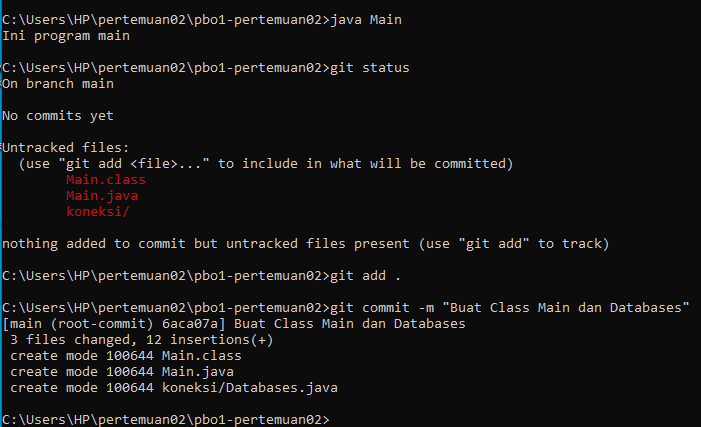 C:\Users\HP\pertemuan02\pbo1-pertemuan02>java Main
Ini program main
C:\Users\HP\pertemuan02\pbo1-pertemuan02>git status
On branch main
No commits yet
Untracked files:
  (use "git add <file>..." to include in what will be committed)
        Main.class
        Main.java
        koneksi/
nothing added to commit but untracked files present (use "git add" to track)
C:\Users\HP\pertemuan02\pbo1-pertemuan02>git add .
C:\Users\HP\pertemuan02\pbo1-pertemuan02>git commit -m "Buat Class Main dan Databases"
[main (root-commit) 6aca07a] Buat Class Main dan Databases
 3 files changed, 12 insertions(+)
 create mode 100644 Main.class
 create mode 100644 Main.java
 create mode 100644 koneksi/Databases.java
C:\Users\HP\pertemuan02\pbo1-pertemuan02>